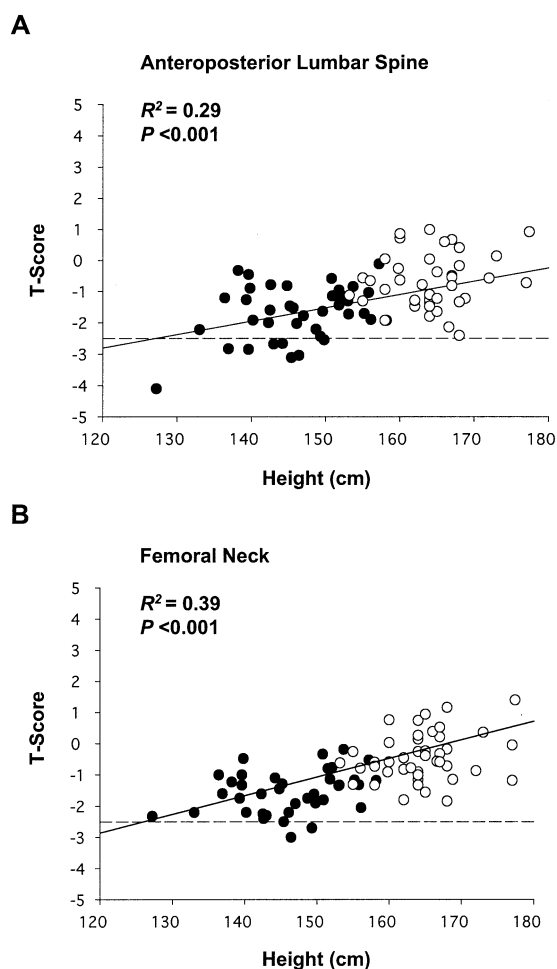 A
Anteroposterior Lumbar Spine
R² = 0.29
P <0.001
5
4
3
2
1
0
-1
-2
-3
-4
-5
T-Score
120 130 140 150 160 170 180
Height (cm)
B
Femoral Neck
R² = 0.39
P <0.001
5
4
3
2
1
0
-1
-2
-3
-4
-5
T-Score
120 130 140 150 160 170 180
Height (cm)